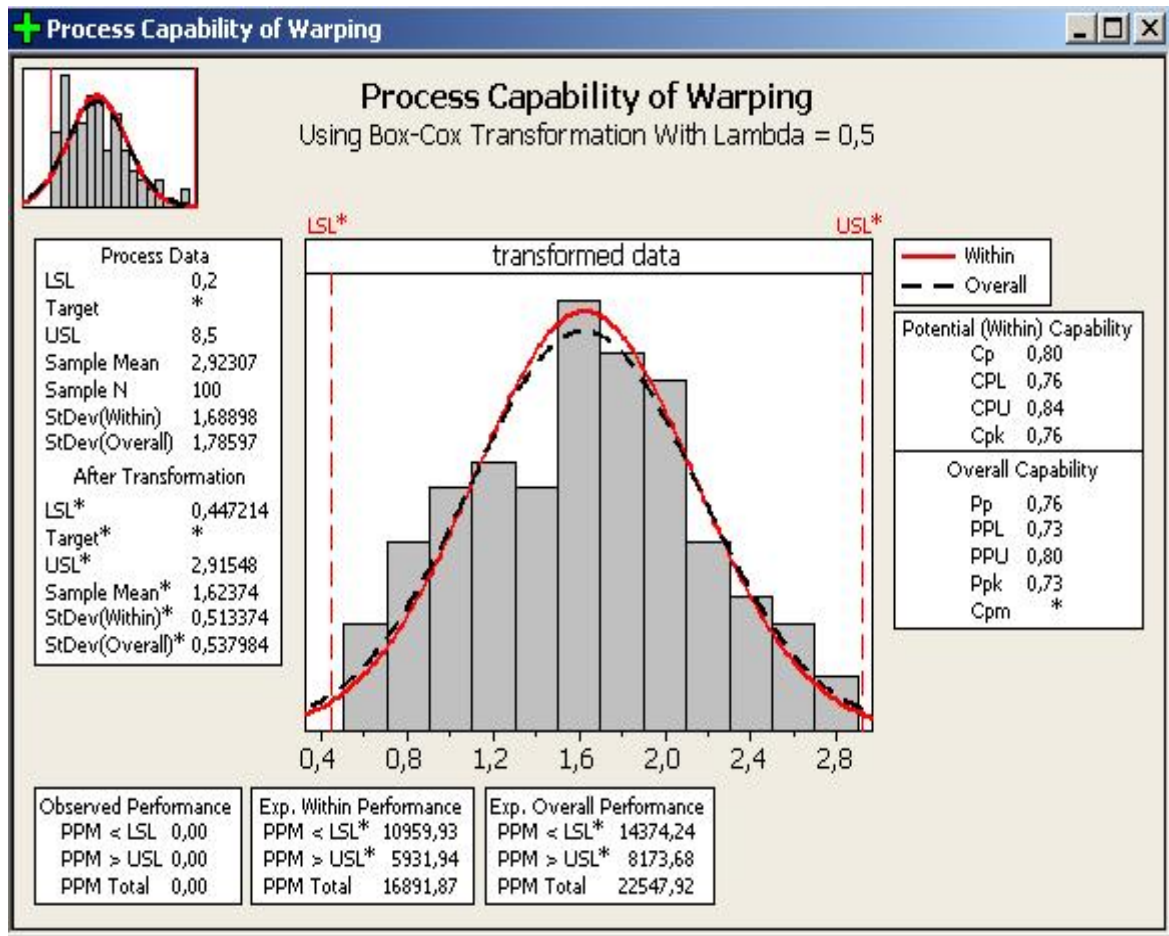 Process Capability of Warping
Process Capability of Warping
Using Box-Cox Transformation With Lambda = 0,5
LSL* USL*
transformed data
Process Data
LSL 0,2
Target *
USL 8,5
Sample Mean 2,92307
Sample N 100
StDev(Within) 1,68898
StDev(Overall) 1,78597
After Transformation
LSL* 0,447214
Target* *
USL* 2,91548
Sample Mean* 1,62374
StDev(Within)* 0,513374
StDev(Overall)* 0,537984
Within
Overall
Potential (Within) Capability
Cp 0,80
CPL 0,76
CPU 0,84
Cpk 0,76
Overall Capability
Pp 0,76
PPL 0,73
PPU 0,80
Ppk 0,73
Cpm *
0,4 0,8 1,2 1,6 2,0 2,4 2,8
Observed Performance
PPM < LSL 0,00
PPM > USL 0,00
PPM Total 0,00
Exp. Within Performance
PPM < LSL* 10959,93
PPM > USL* 5931,94
PPM Total 16891,87
Exp. Overall Performance
PPM < LSL* 14374,24
PPM > USL* 8173,68
PPM Total 22547,92